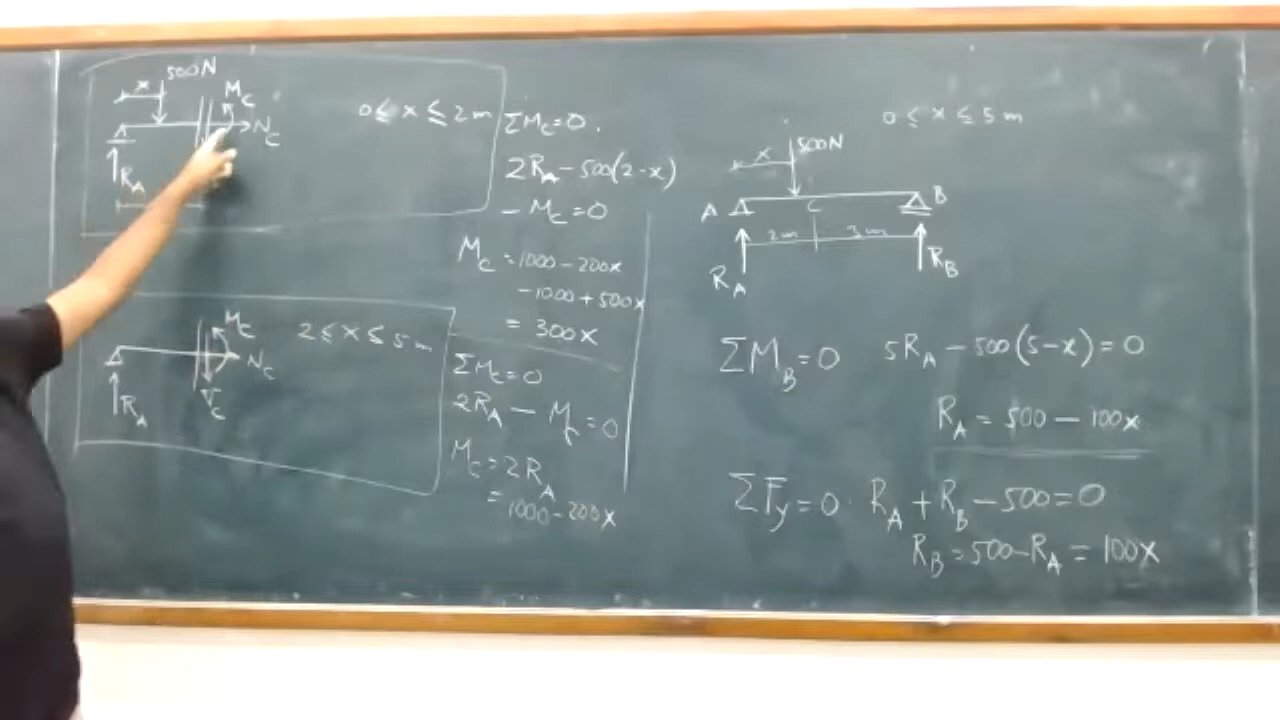 500N
x
M_C
N_C
R_A
0 ≤ x ≤ 2 m
ΣM_C=0.
2R_A - 500(2-x)
- M_C = 0
M_C = 1000 - 200x
- 1000 + 500x
= 300x
M_C
N_C
V_C
R_A
2 ≤ x ≤ 5 m
ΣM_C=0
2R_A - M_C = 0
M_C = 2R_A
= 1000 - 200x
0 ≤ x ≤ 5 m
x
500N
A
C
B
2m
3m
R_A
R_B
ΣM_B=0 5R_A - 500(5-x) = 0
R_A = 500 - 100x
ΣF_y=0. R_A + R_B - 500 = 0
R_B = 500 - R_A = 100x